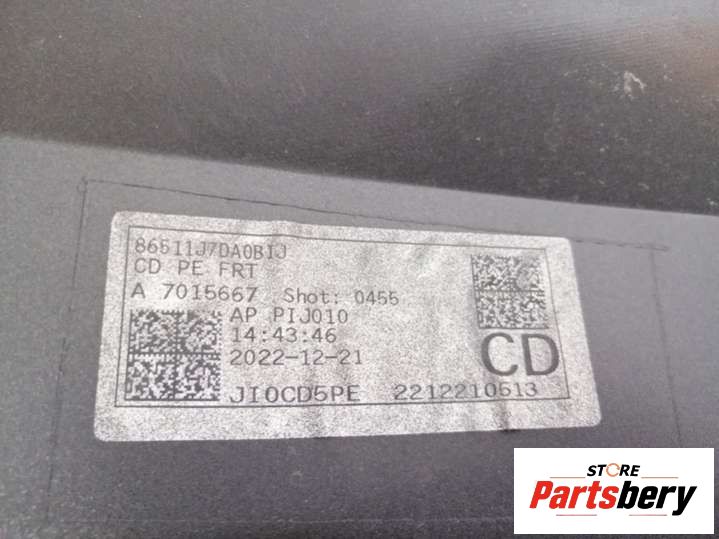 86511J7DA0BIJ
CD PE FRT
A 7015667 Shot: 0455
AP PIJ010
14:43:46
2022-12-21
CD
JI0CD5PE 2212210513
STORE
Partsbery